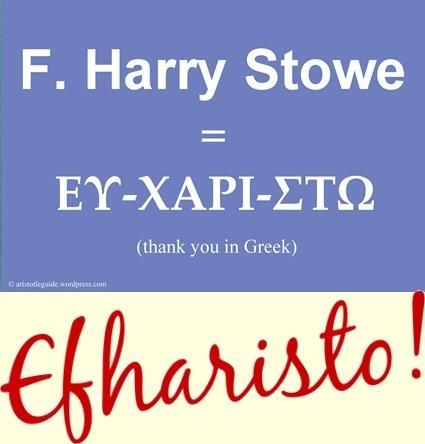 F. Harry Stowe
=
ΕΥ-ΧΑΡΙ-ΣΤΩ
(thank you in Greek)
© aristotleguide.wordpress.com
Efharisto!